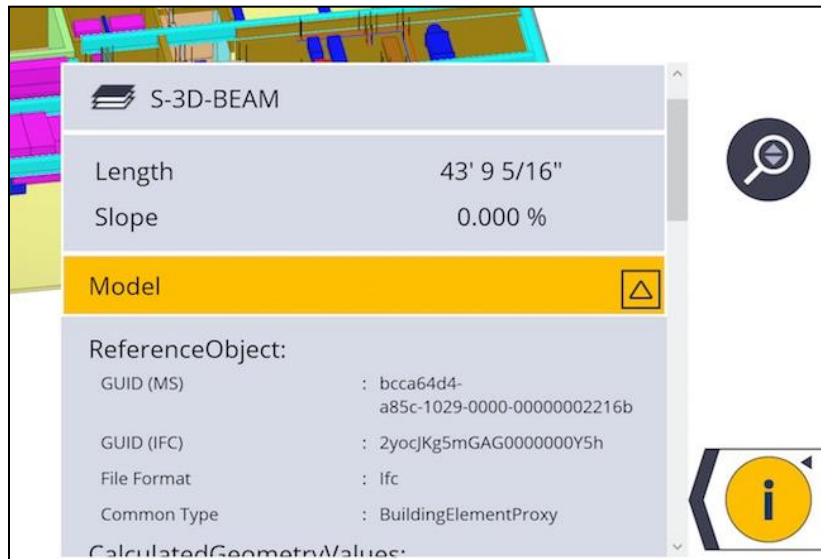 S-3D-BEAM
Length 43' 9 5/16"
Slope 0.000 %
Model
ReferenceObject:
GUID (MS) : bcca64d4-
a85c-1029-0000-00000002216b
GUID (IFC) : 2yocJKg5mGAG0000000Y5h
File Format : Ifc
Common Type : BuildingElementProxy
CalculatedGeometryValues:
i